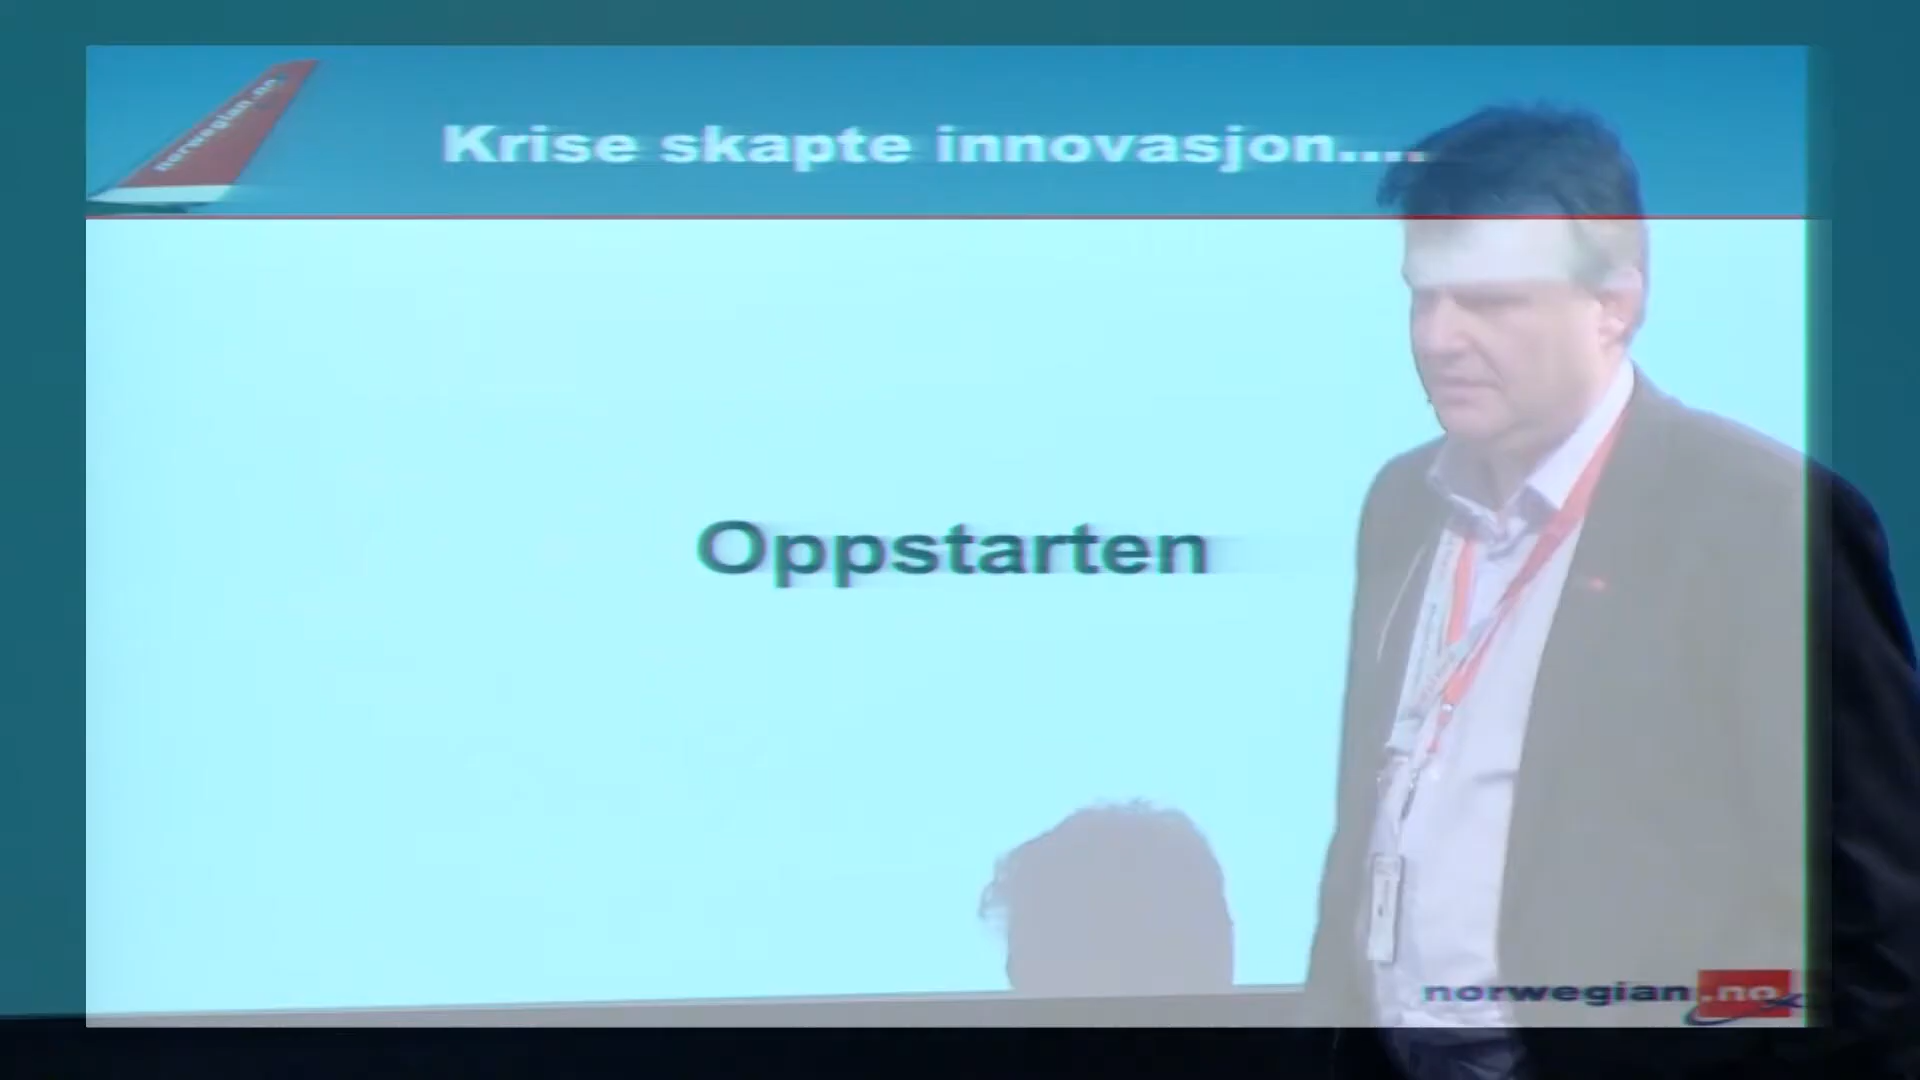 norwegian.no
Krise skapte innovasjon....
Oppstarten
norwegian.no